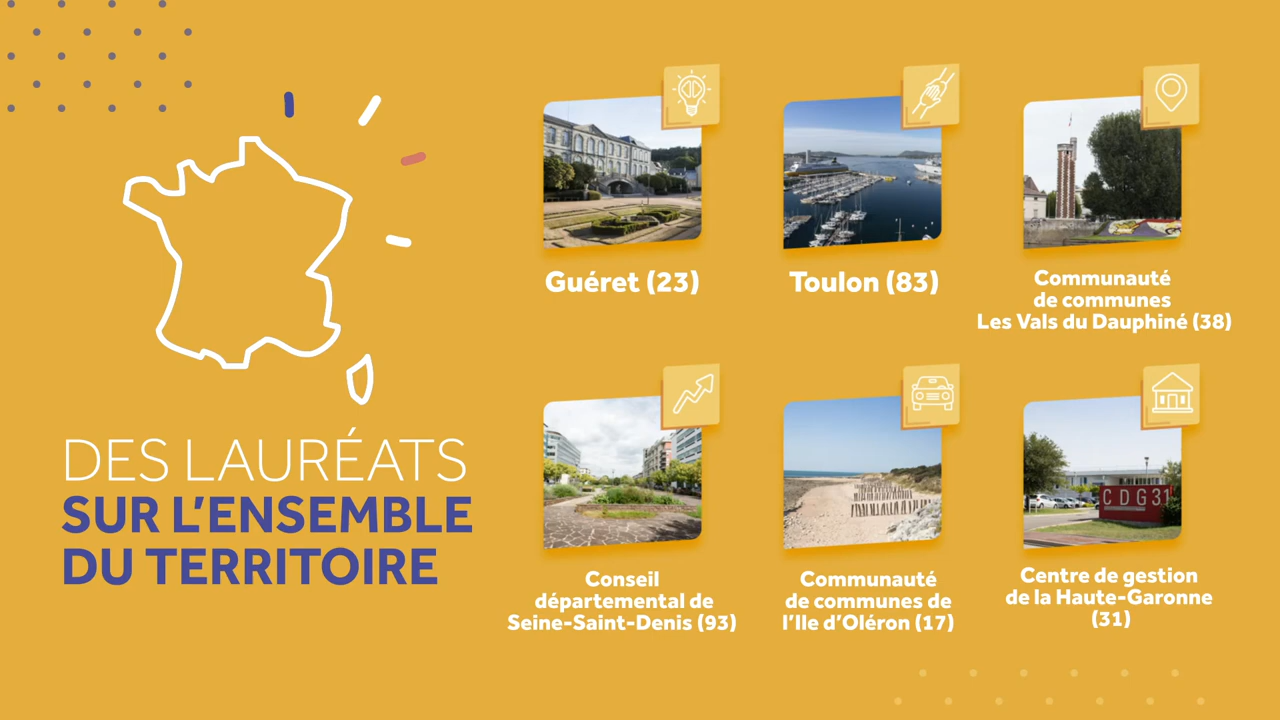 DES LAURÉATS
SUR L'ENSEMBLE
DU TERRITOIRE
Guéret (23)
Toulon (83)
Communauté
de communes
Les Vals du Dauphiné (38)
Conseil
départemental de
Seine-Saint-Denis (93)
Communauté
de communes de
l'Ile d'Oléron (17)
CDG31
Centre de gestion
de la Haute-Garonne
(31)